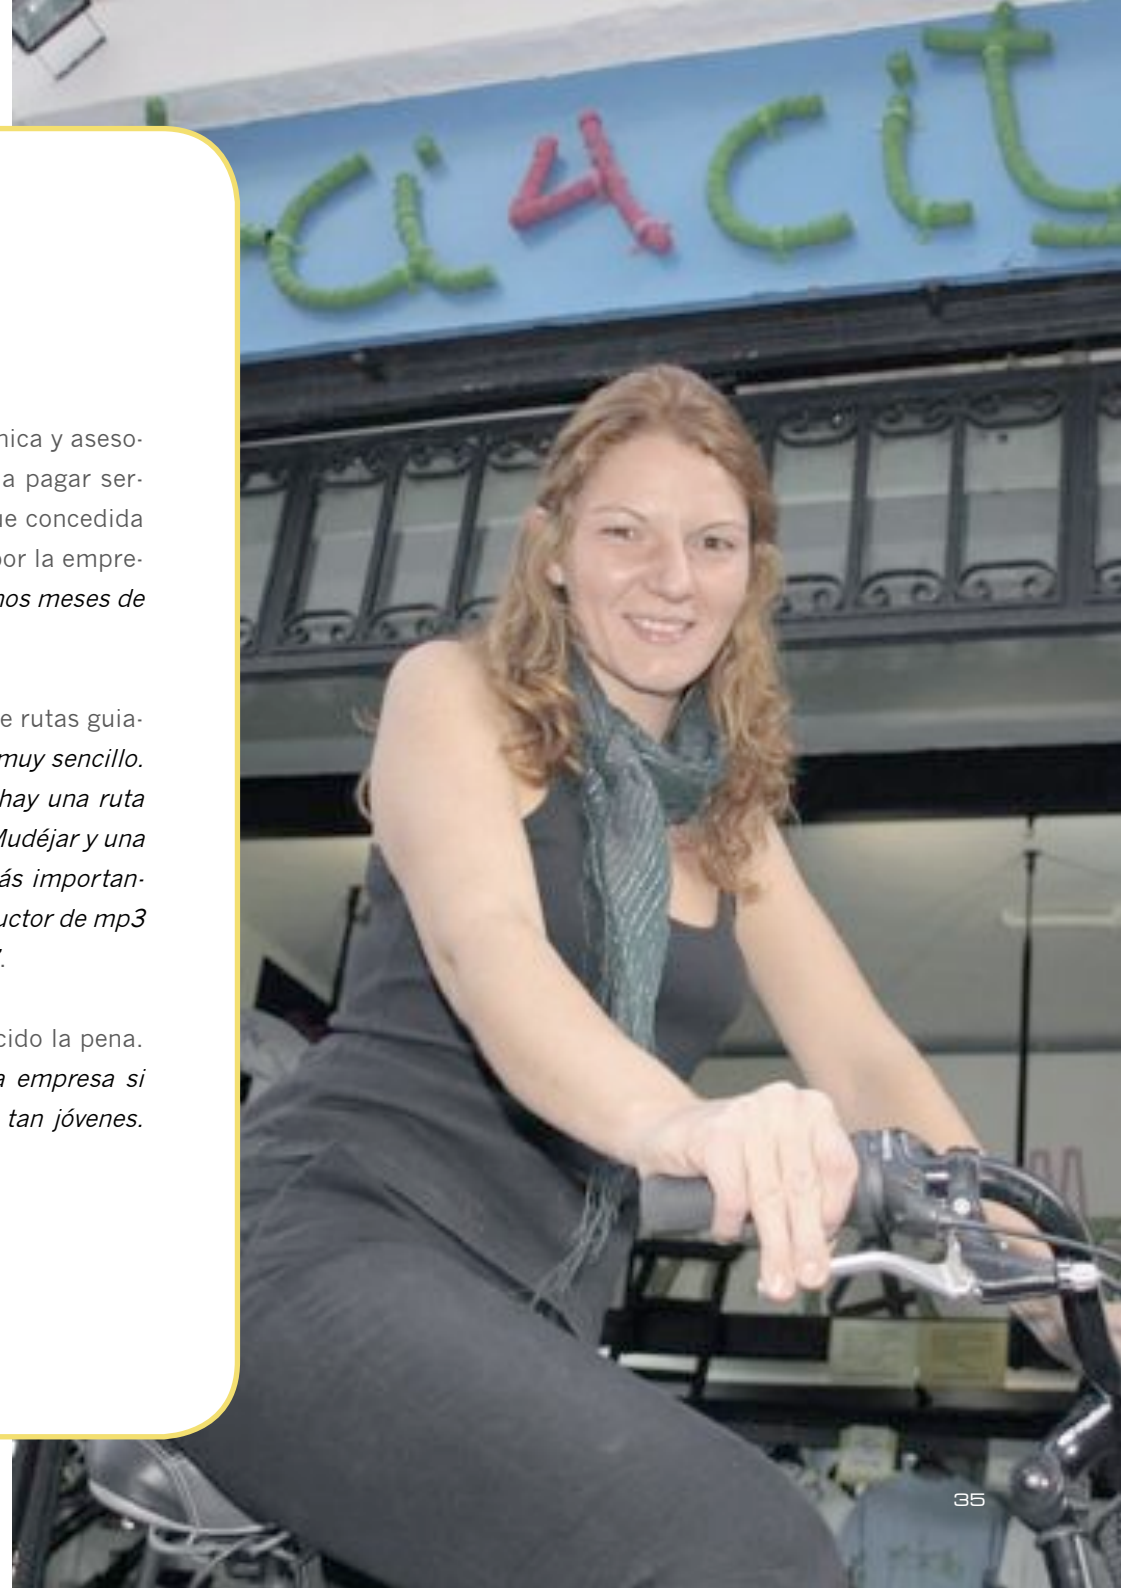 ci4cit
nica y aseso-
a pagar ser-
ue concedida
por la empre-
nos meses de
e rutas guia-
muy sencillo.
hay una ruta
Mudéjar y una
ás importan-
uctor de mp3
.
cido la pena.
a empresa si
tan jóvenes.
35